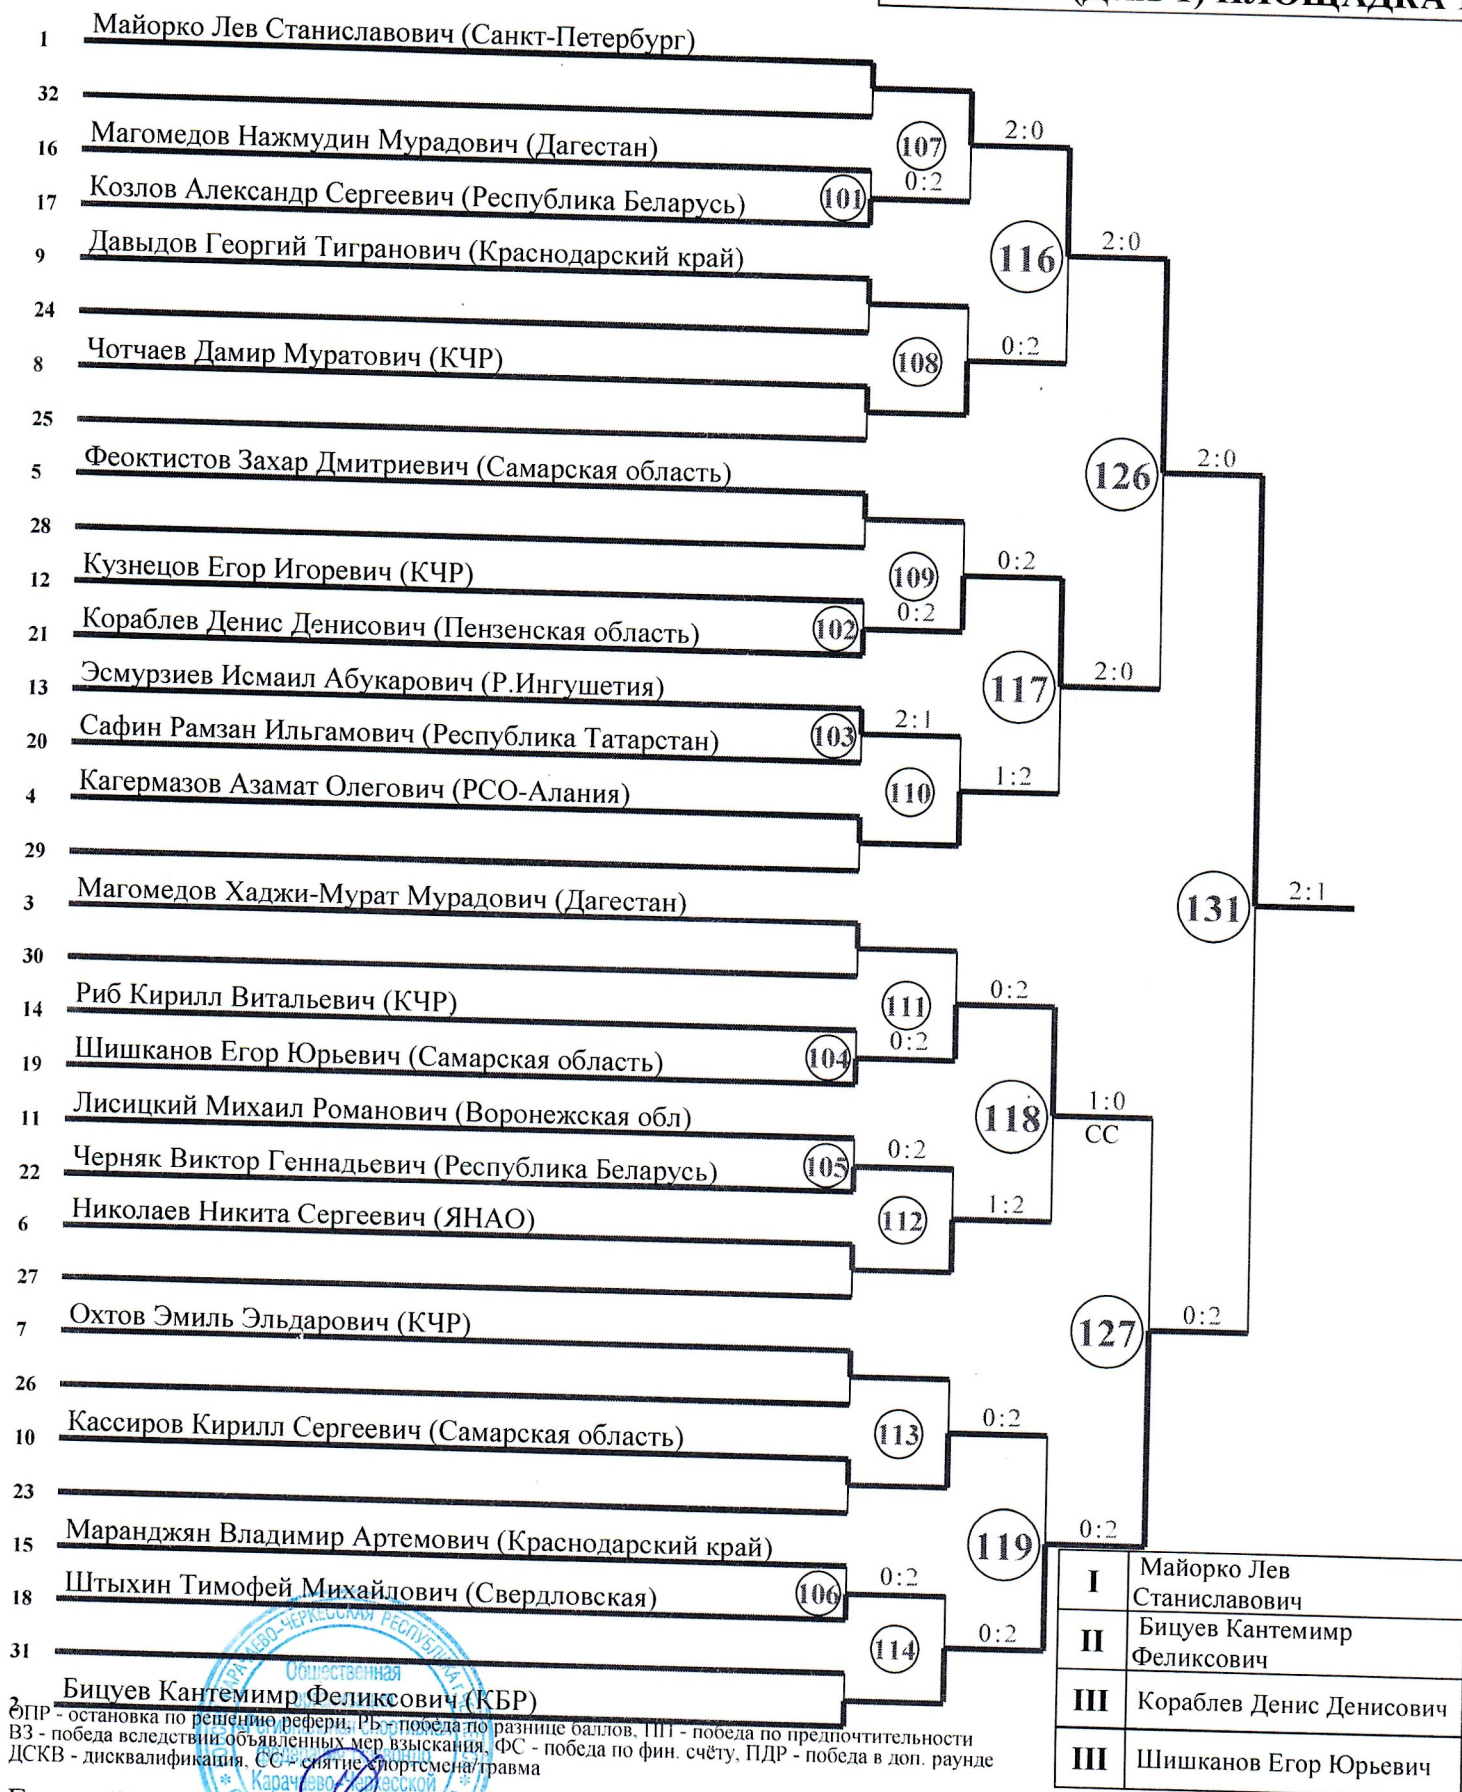 (День 1) ПЛОЩАДКА
1 Майорко Лев Станиславович (Санкт-Петербург)
32
16 Магомедов Нажмудин Мурадович (Дагестан)
107 2:0
17 Козлов Александр Сергеевич (Республика Беларусь) 101 0:2
9 Давыдов Георгий Тигранович (Краснодарский край)
116 2:0
24
8 Чотчаев Дамир Муратович (КЧР)
108 0:2
25
5 Феоктистов Захар Дмитриевич (Самарская область)
126 2:0
28
12 Кузнецов Егор Игоревич (КЧР)
109 0:2
21 Кораблев Денис Денисович (Пензенская область) 102 0:2
13 Эсмурзиев Исмаил Абукарович (Р.Ингушетия)
117 2:0
20 Сафин Рамзан Ильгамович (Республика Татарстан) 103 2:1
4 Кагермазов Азамат Олегович (РСО-Алания)
110 1:2
29
3 Магомедов Хаджи-Мурат Мурадович (Дагестан)
131 2:1
30
14 Риб Кирилл Витальевич (КЧР)
111 0:2
19 Шишканов Егор Юрьевич (Самарская область) 104 0:2
11 Лисицкий Михаил Романович (Воронежская обл)
118 1:0
СС
22 Черняк Виктор Геннадьевич (Республика Беларусь) 105 0:2
6 Николаев Никита Сергеевич (ЯНАО)
112 1:2
27
7 Охтов Эмиль Эльдарович (КЧР)
127 0:2
26
10 Кассиров Кирилл Сергеевич (Самарская область)
113 0:2
23
15 Маранджян Владимир Артемович (Краснодарский край)
119 0:2
18 Штыхин Тимофей Михайлович (Свердловская) 106 0:2
31
114 0:2
2 Бицуев Кантемимр Феликсович (КБР)
I Майорко Лев
Станиславович
II Бицуев Кантемимр
Феликсович
III Кораблев Денис Денисович
III Шишканов Егор Юрьевич
ОПР - остановка по решению рефери, РБ - победа по разнице баллов, ПП - победа по предпочтительности
ВЗ - победа вследствии объявленных мер взыскания, ФС - победа по фин. счёту, ПДР - победа в доп. раунде
ДСКВ - дисквалификация, СС - снятие спортсмена/травма
КАРАЧАЕВО-ЧЕРКЕССКАЯ РЕСПУБЛИКА
Общественная
Карачаево-Черкесской